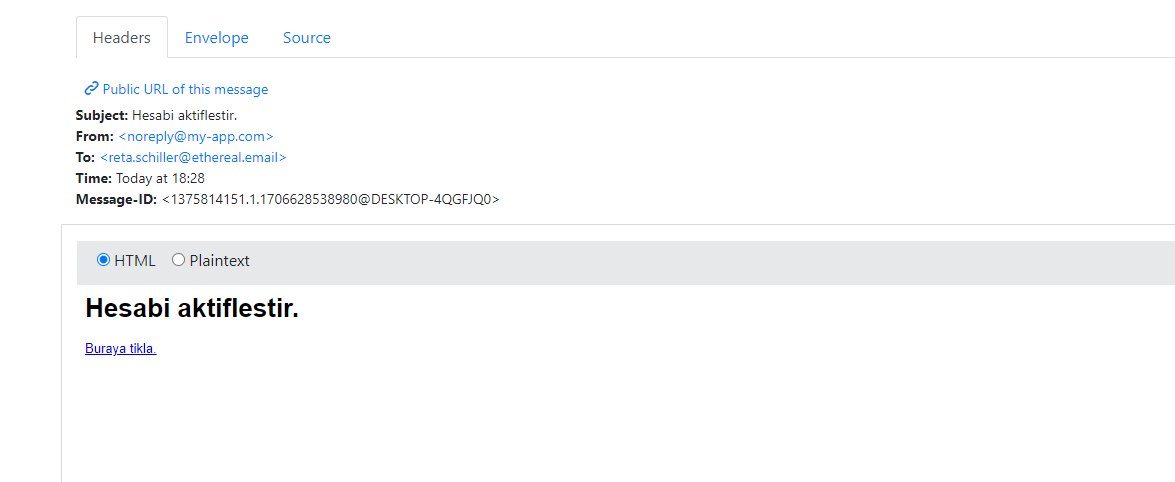 Headers Envelope Source
Public URL of this message
Subject: Hesabi aktiflestir.
From: <noreply@my-app.com>
To: <reta.schiller@ethereal.email>
Time: Today at 18:28
Message-ID: <1375814151.1.1706628538980@DESKTOP-4QGFJQ0>
HTML Plaintext
Hesabi aktiflestir.
Buraya tikla.